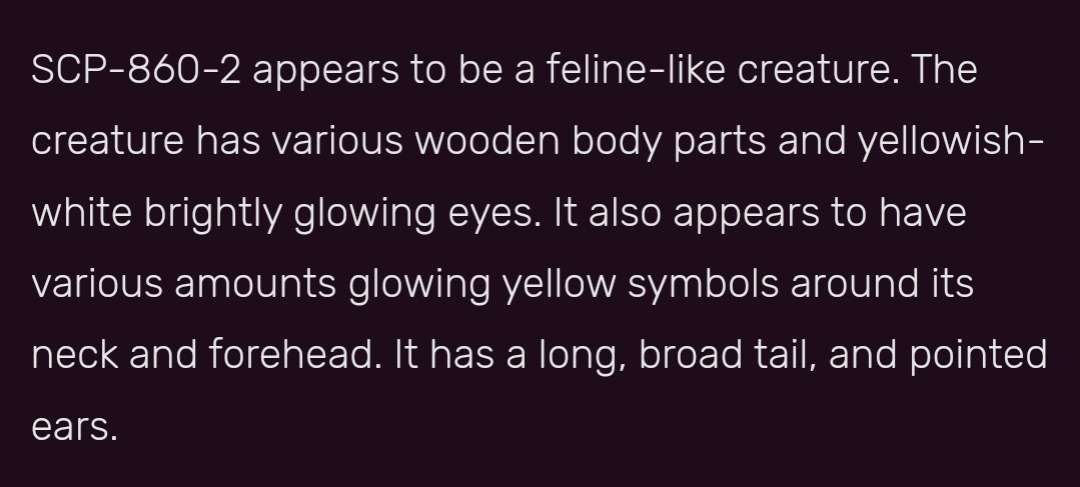 SCP-860-2 appears to be a feline-like creature. The
creature has various wooden body parts and yellowish-
white brightly glowing eyes. It also appears to have
various amounts glowing yellow symbols around its
neck and forehead. It has a long, broad tail, and pointed
ears.